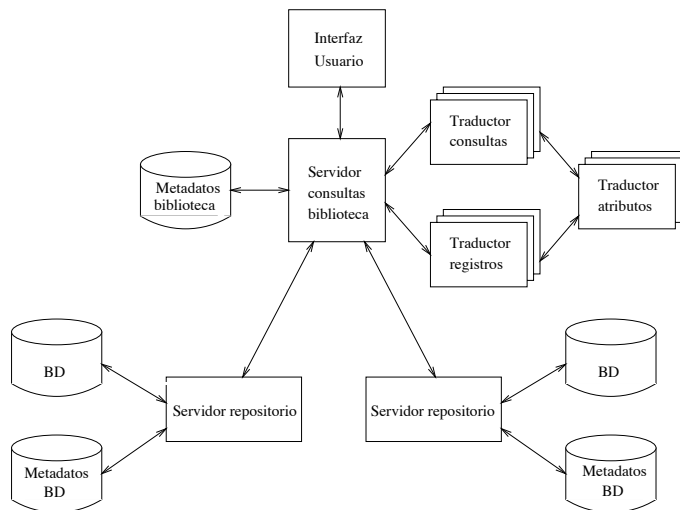 Interfaz
Usuario
Traductor
consultas
Servidor
consultas
biblioteca
Metadatos
biblioteca
Traductor
atributos
Traductor
registros
BD
BD
Servidor repositorio
Servidor repositorio
Metadatos
BD
Metadatos
BD